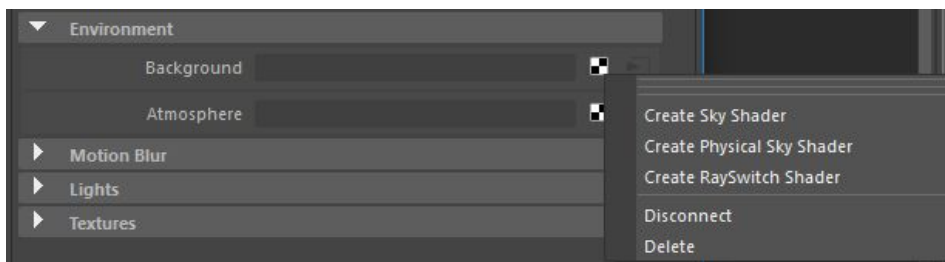 Environment
Background
Atmosphere
Motion Blur
Lights
Textures
Create Sky Shader
Create Physical Sky Shader
Create RaySwitch Shader
Disconnect
Delete